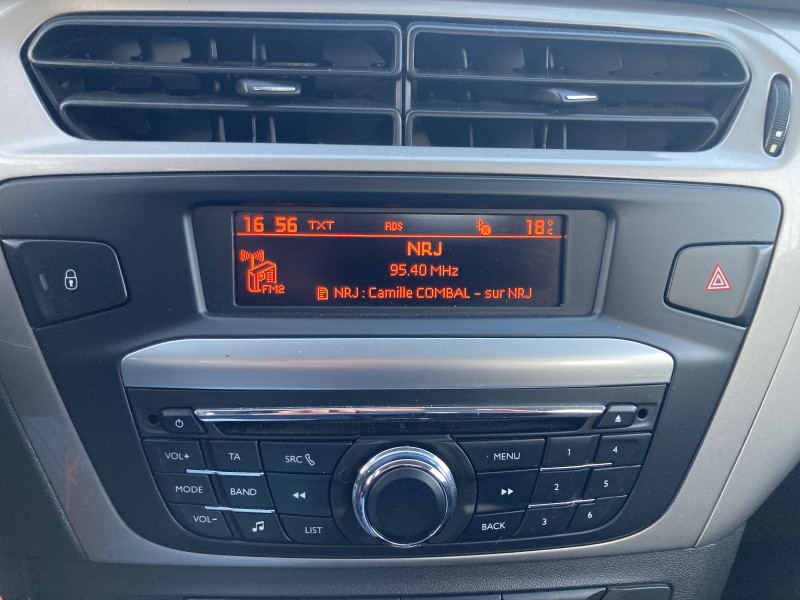 16 56 TXT RDS 18°C
NRJ
95.40 MHz
FM2
NRJ : Camille COMBAL - sur NRJ
VOL+ TA SRC MENU 1 4
MODE BAND 2 5
VOL- LIST BACK 3 6